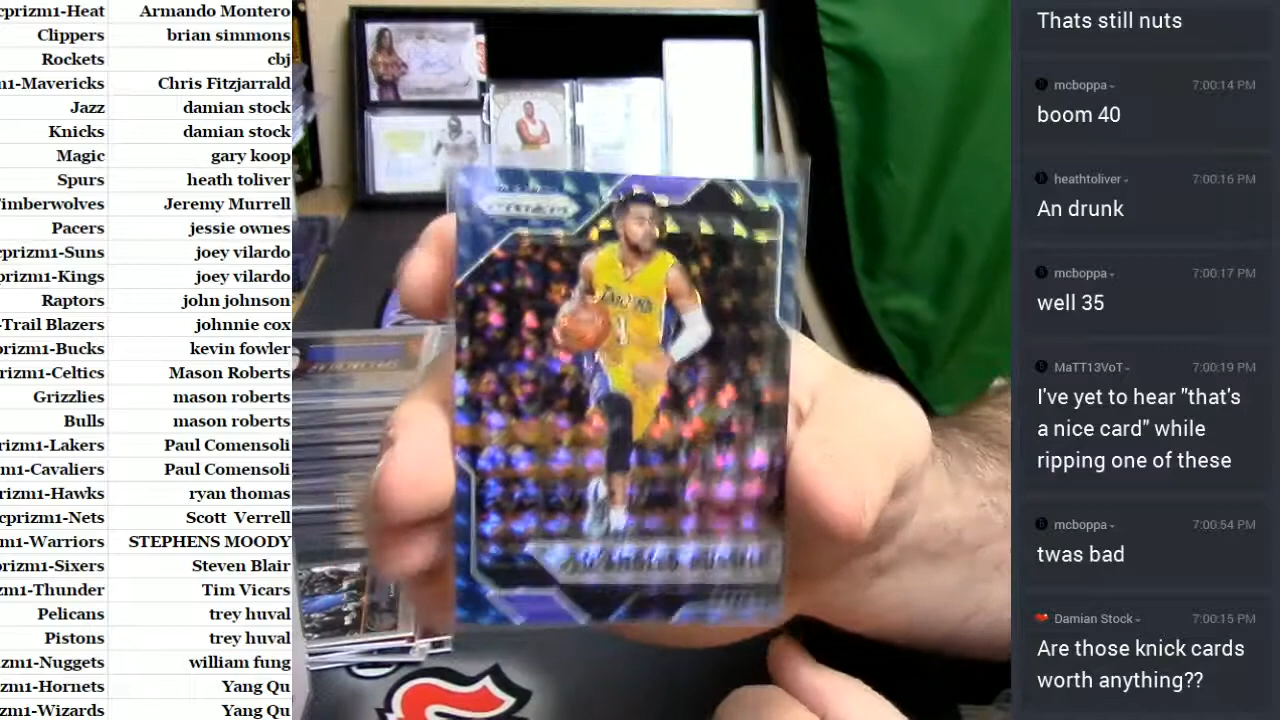 cprizm1-Heat Armando Montero
Clippers brian simmons
Rockets cbj
m1-Mavericks Chris Fitzjarrald
Jazz damian stock
Knicks damian stock
Magic gary koop
Spurs heath toliver
imberwolves Jeremy Murrell
Pacers jessie ownes
cprizm1-Suns joey vilardo
prizm1-Kings joey vilardo
Raptors john johnson
-Trail Blazers johnnie cox
rizm1-Bucks kevin fowler
prizm1-Celtics Mason Roberts
Grizzlies mason roberts
Bulls mason roberts
rizm1-Lakers Paul Comensoli
m1-Cavaliers Paul Comensoli
rizm1-Hawks ryan thomas
cprizm1-Nets Scott Verrell
m1-Warriors STEPHENS MOODY
rizm1-Sixers Steven Blair
zm1-Thunder Tim Vicars
Pelicans trey huval
Pistons trey huval
zm1-Nuggets william fung
zm1-Hornets Yang Qu
m1-Wizards Yang Qu
PRIZM
LAKERS
1
D'ANGELO RUSSELL
Thats still nuts
mcboppa 7:00:14 PM
boom 40
heathtoliver 7:00:16 PM
An drunk
mcboppa 7:00:17 PM
well 35
MaTT13VoT 7:00:19 PM
I've yet to hear "that's
a nice card" while
ripping one of these
mcboppa 7:00:54 PM
twas bad
Damian Stock 7:00:15 PM
Are those knick cards
worth anything??